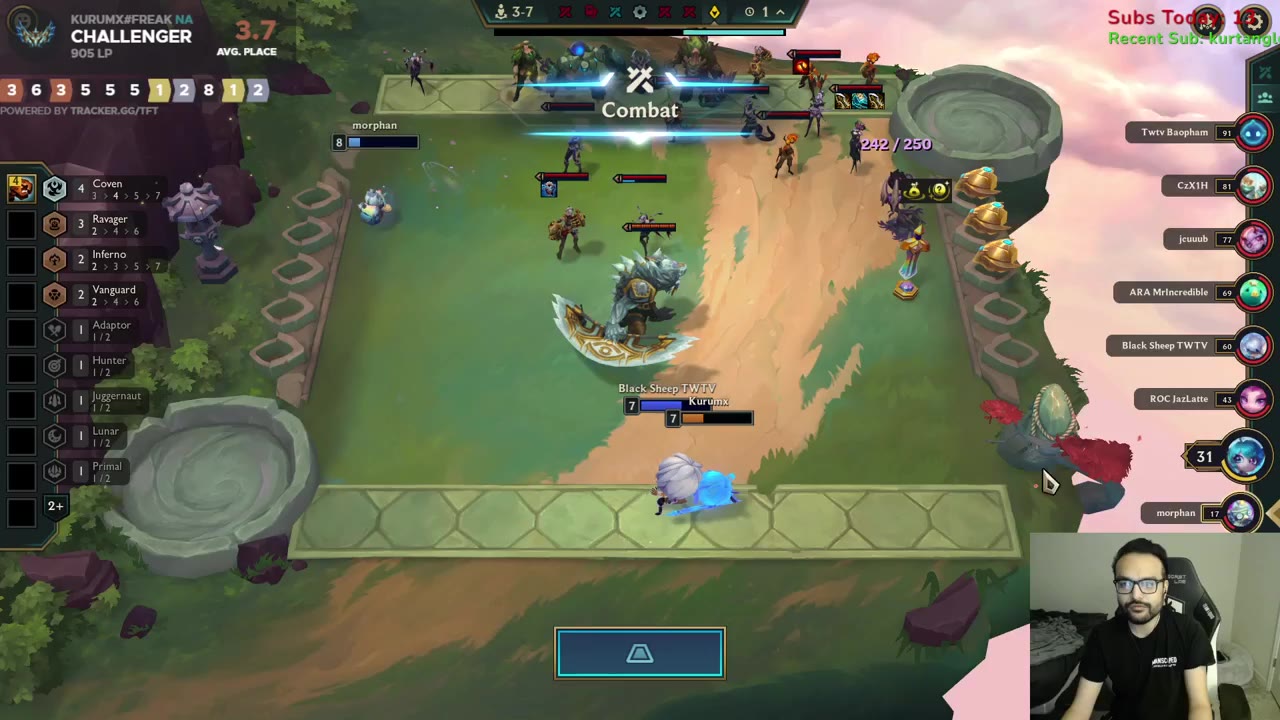 KURUMX#FREAK NA
CHALLENGER
905 LP
3.7
AVG. PLACE
3 6 3 5 5 5 1 2 8 1 2
POWERED BY TRACKER.GG/TFT
3-7
1
Subs Today: 13
Recent Sub: kurtangle
Combat
morphan
8
242 / 250
4 Coven
3 > 4 > 5 > 7
3 Ravager
2 > 4 > 6
2 Inferno
2 > 3 > 5 > 7
2 Vanguard
2 > 4 > 6
1 Adaptor
1 / 2
1 Hunter
1 / 2
1 Juggernaut
1 / 2
1 Lunar
1 / 2
1 Primal
1 / 2
2+
Twtv Baopham 91
CzX1H 81
jcuuub 77
ARA MrIncredible 69
Black Sheep TWTV 60
ROC JazLatte 43
31
morphan 17
Black Sheep TWTV
7
Kurumx
7